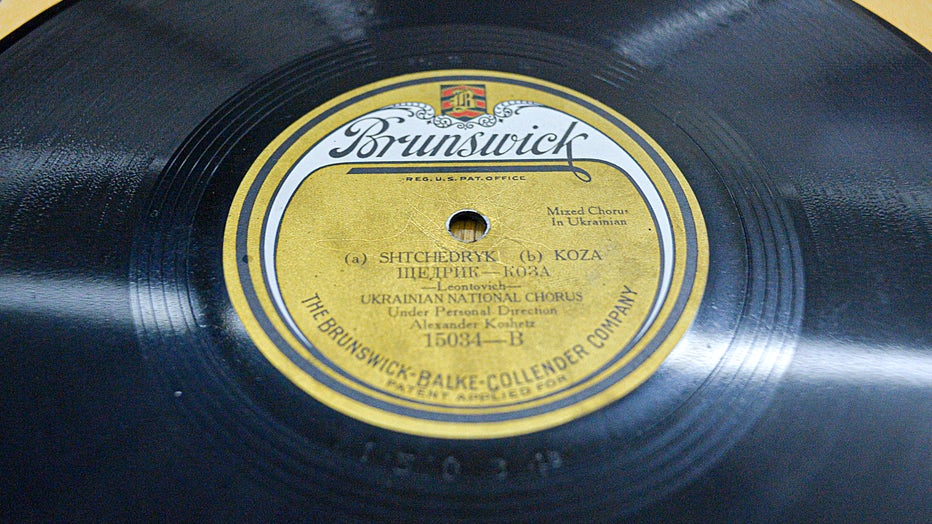 B
Brunswick
REG. U.S. PAT. OFFICE
Mixed Chorus
In Ukrainian
(a) SHTCHEDRYK (b) KOZA
ЩЕДРИК—КОЗА
—Leontovich—
UKRAINIAN NATIONAL CHORUS
Under Personal Direction
Alexander Koshetz
15034—B
THE BRUNSWICK-BALKE-COLLENDER COMPANY
PATENT APPLIED FOR